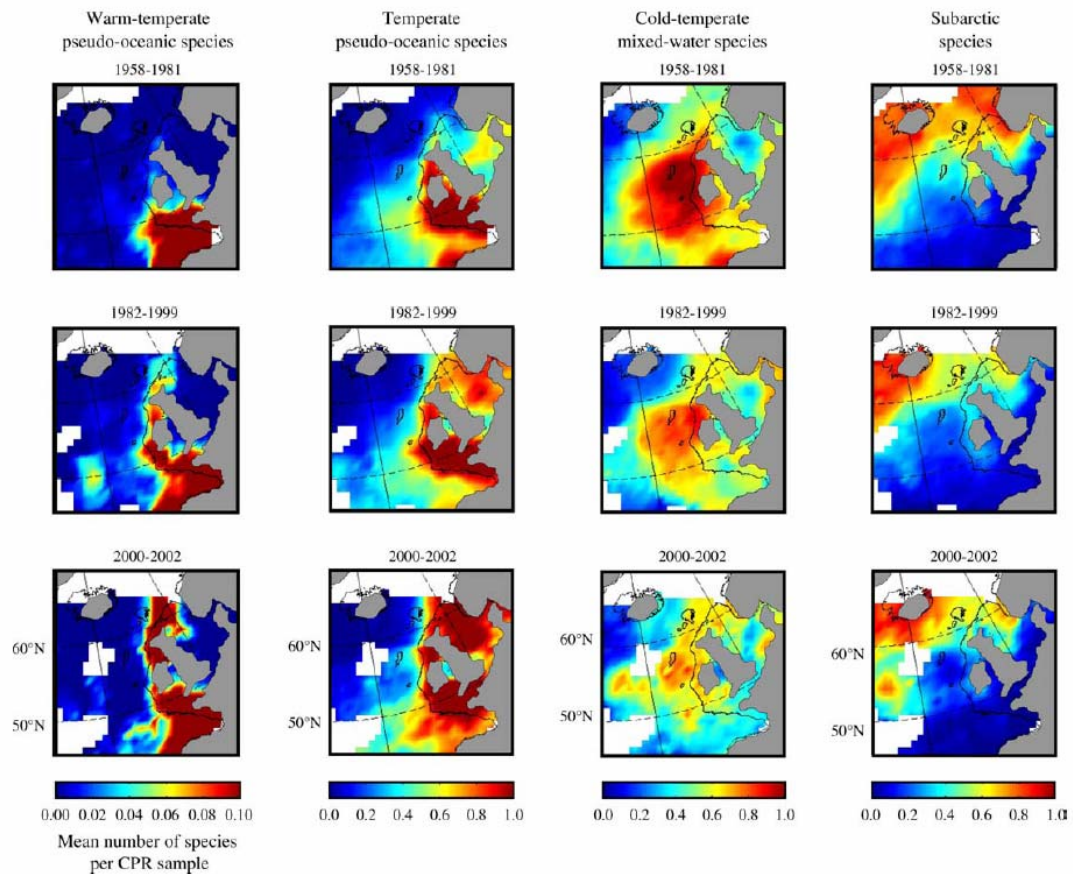 Warm-temperate
pseudo-oceanic species
1958-1981
Temperate
pseudo-oceanic species
1958-1981
Cold-temperate
mixed-water species
1958-1981
Subarctic
species
1958-1981
1982-1999
1982-1999
1982-1999
1982-1999
2000-2002
2000-2002
2000-2002
2000-2002
60°N
50°N
60°N
50°N
60°N
50°N
60°N
50°N
0.00 0.02 0.04 0.06 0.08 0.10
0.0 0.2 0.4 0.6 0.8 1.0
0.0 0.2 0.4 0.6 0.8 1.0
0.0 0.2 0.4 0.6 0.8 1.0
Mean number of species
per CPR sample